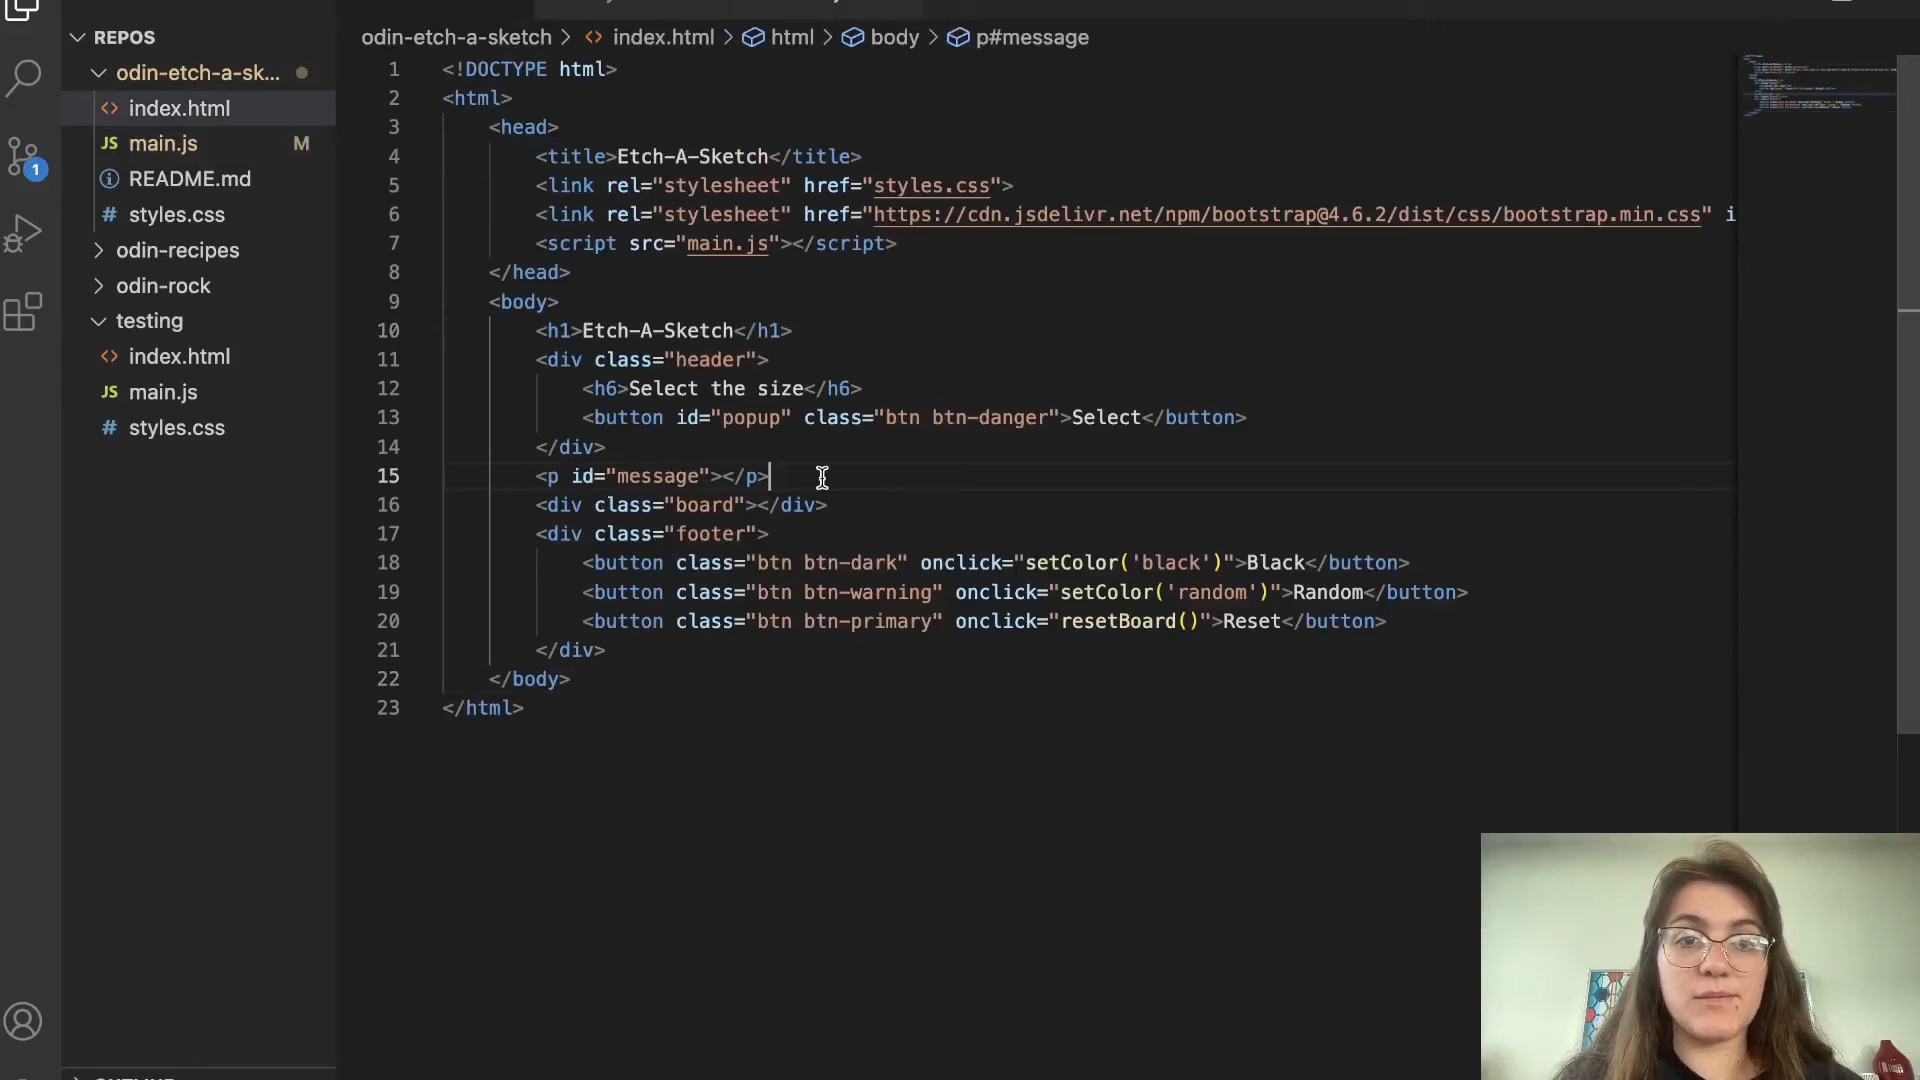 REPOS
odin-etch-a-sk...
index.html
main.js M
README.md
styles.css
odin-recipes
odin-rock
testing
index.html
main.js
styles.css
1
odin-etch-a-sketch > index.html > html > body > p#message
1 <!DOCTYPE html>
2 <html>
3 <head>
4 <title>Etch-A-Sketch</title>
5 <link rel="stylesheet" href="styles.css">
6 <link rel="stylesheet" href="https://cdn.jsdelivr.net/npm/bootstrap@4.6.2/dist/css/bootstrap.min.css" i
7 <script src="main.js"></script>
8 </head>
9 <body>
10 <h1>Etch-A-Sketch</h1>
11 <div class="header">
12 <h6>Select the size</h6>
13 <button id="popup" class="btn btn-danger">Select</button>
14 </div>
15 <p id="message"></p>
16 <div class="board"></div>
17 <div class="footer">
18 <button class="btn btn-dark" onclick="setColor('black')">Black</button>
19 <button class="btn btn-warning" onclick="setColor('random')">Random</button>
20 <button class="btn btn-primary" onclick="resetBoard()">Reset</button>
21 </div>
22 </body>
23 </html>